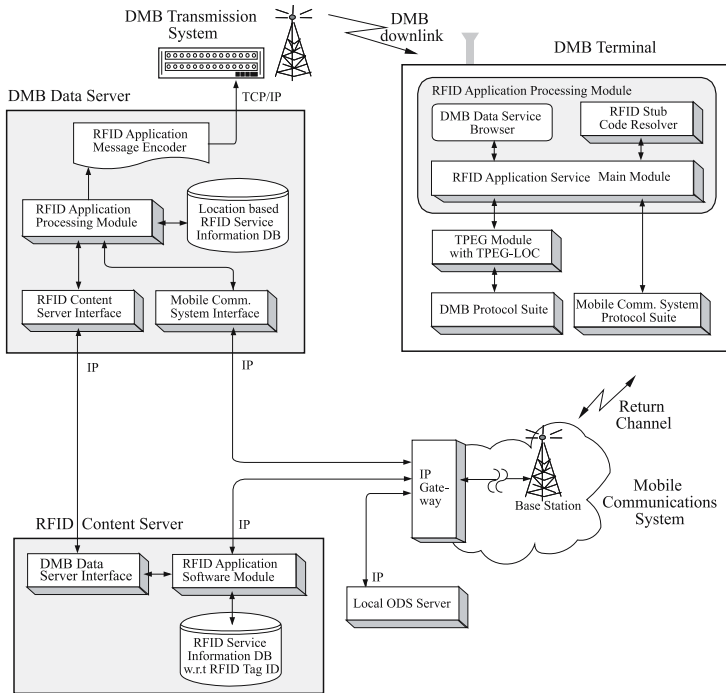 DMB Transmission
System
DMB
downlink
DMB Terminal
TCP/IP
DMB Data Server
RFID Application
Message Encoder
RFID Application
Processing Module
Location based
RFID Service
Information DB
RFID Content
Server Interface
Mobile Comm.
System Interface
IP
IP
RFID Application Processing Module
DMB Data Service
Browser
RFID Stub
Code Resolver
RFID Application Service Main Module
TPEG Module
with TPEG-LOC
DMB Protocol Suite
Mobile Comm. System
Protocol Suite
Return
Channel
IP
Gate-
way
Base Station
Mobile
Communications
System
RFID Content Server
IP
DMB Data
Server Interface
RFID Application
Software Module
RFID Service
Information DB
w.r.t RFID Tag ID
IP
Local ODS Server